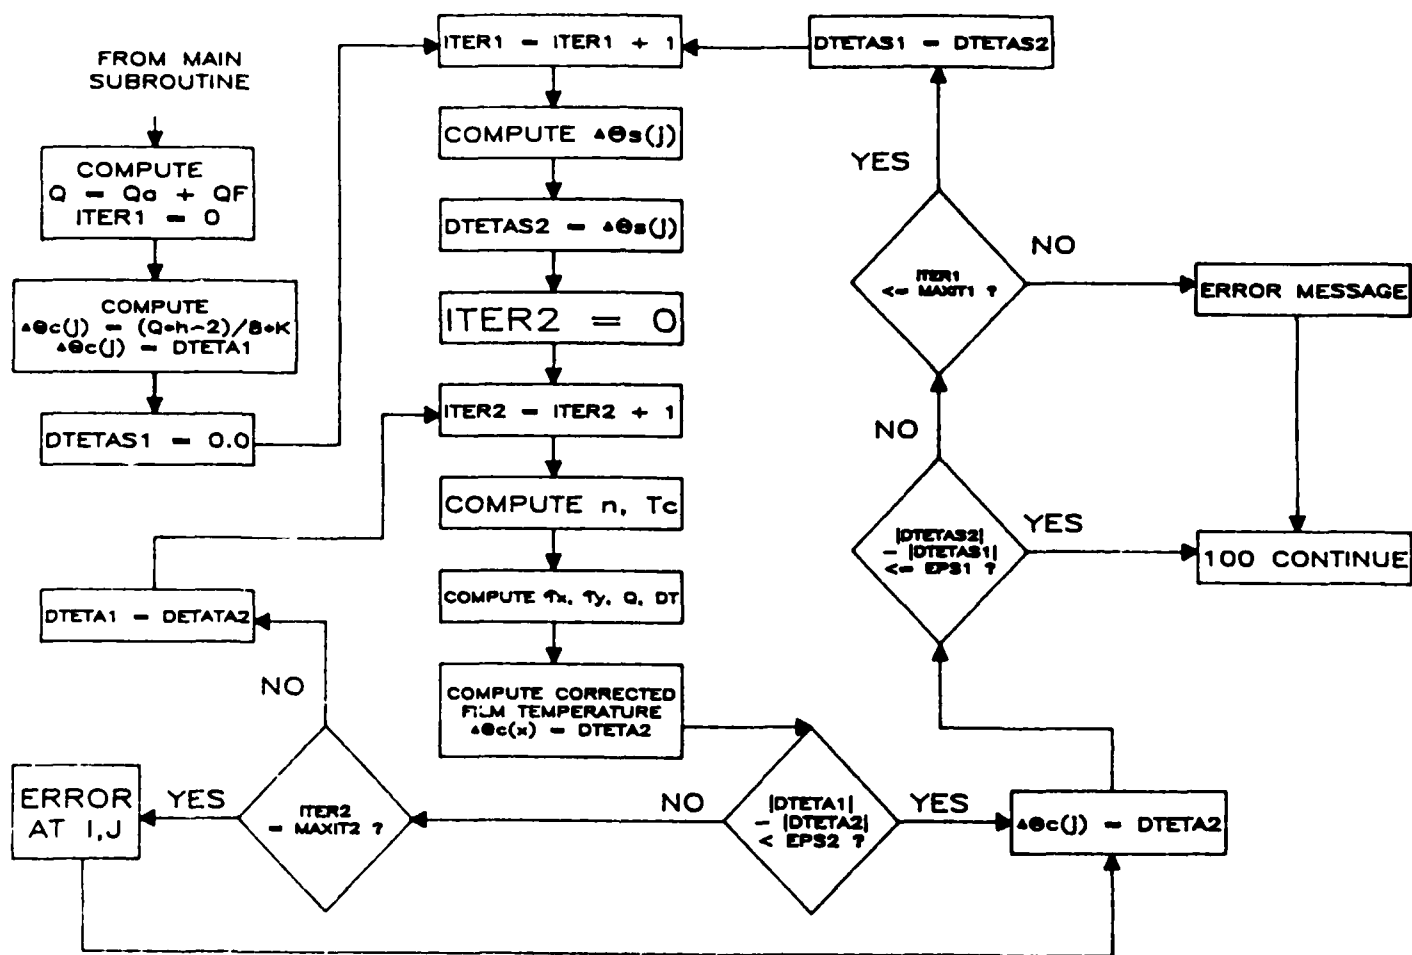 FROM MAIN
SUBROUTINE
COMPUTE
Q = Qa + QF
ITER1 = 0
COMPUTE
ΔΘc(j) = (Q*h-2)/8*K
ΔΘc(j) = DTETA1
DTETAS1 = 0.0
ITER1 = ITER1 + 1
COMPUTE ΔΘs(j)
DTETAS2 = ΔΘs(j)
ITER2 = 0
ITER2 = ITER2 + 1
COMPUTE n, Tc
COMPUTE τx, τy, Q, DT
COMPUTE CORRECTED
FILM TEMPERATURE
ΔΘc(x) = DTETA2
|DTETA1|
- |DTETA2|
< EPS2 ?
NO
YES
ITER2
= MAXIT2 ?
YES
NO
ERROR
AT I,J
DTETA1 = DETATA2
ΔΘc(j) = DTETA2
|DTETAS2|
- |DTETAS1|
<= EPS1 ?
YES
NO
100 CONTINUE
ITER1
<= MAXIT1 ?
NO
YES
ERROR MESSAGE
DTETAS1 = DTETAS2